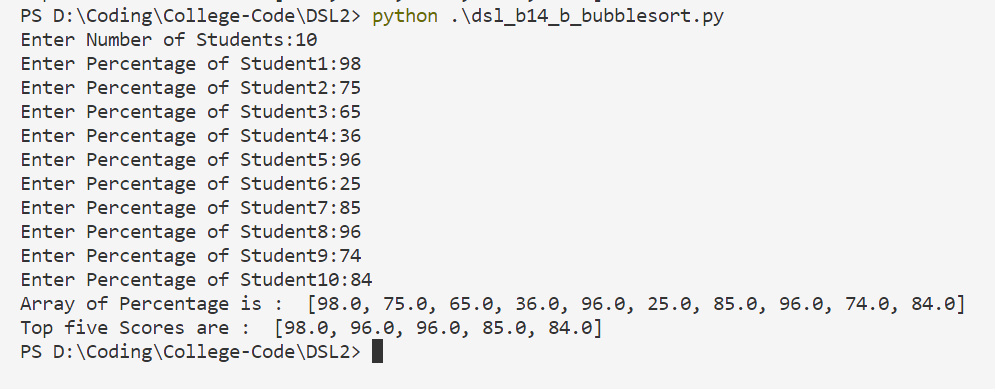 PS D:\Coding\College-Code\DSL2> python .\dsl_b14_b_bubblesort.py
Enter Number of Students:10
Enter Percentage of Student1:98
Enter Percentage of Student2:75
Enter Percentage of Student3:65
Enter Percentage of Student4:36
Enter Percentage of Student5:96
Enter Percentage of Student6:25
Enter Percentage of Student7:85
Enter Percentage of Student8:96
Enter Percentage of Student9:74
Enter Percentage of Student10:84
Array of Percentage is :  [98.0, 75.0, 65.0, 36.0, 96.0, 25.0, 85.0, 96.0, 74.0, 84.0]
Top five Scores are :  [98.0, 96.0, 96.0, 85.0, 84.0]
PS D:\Coding\College-Code\DSL2>